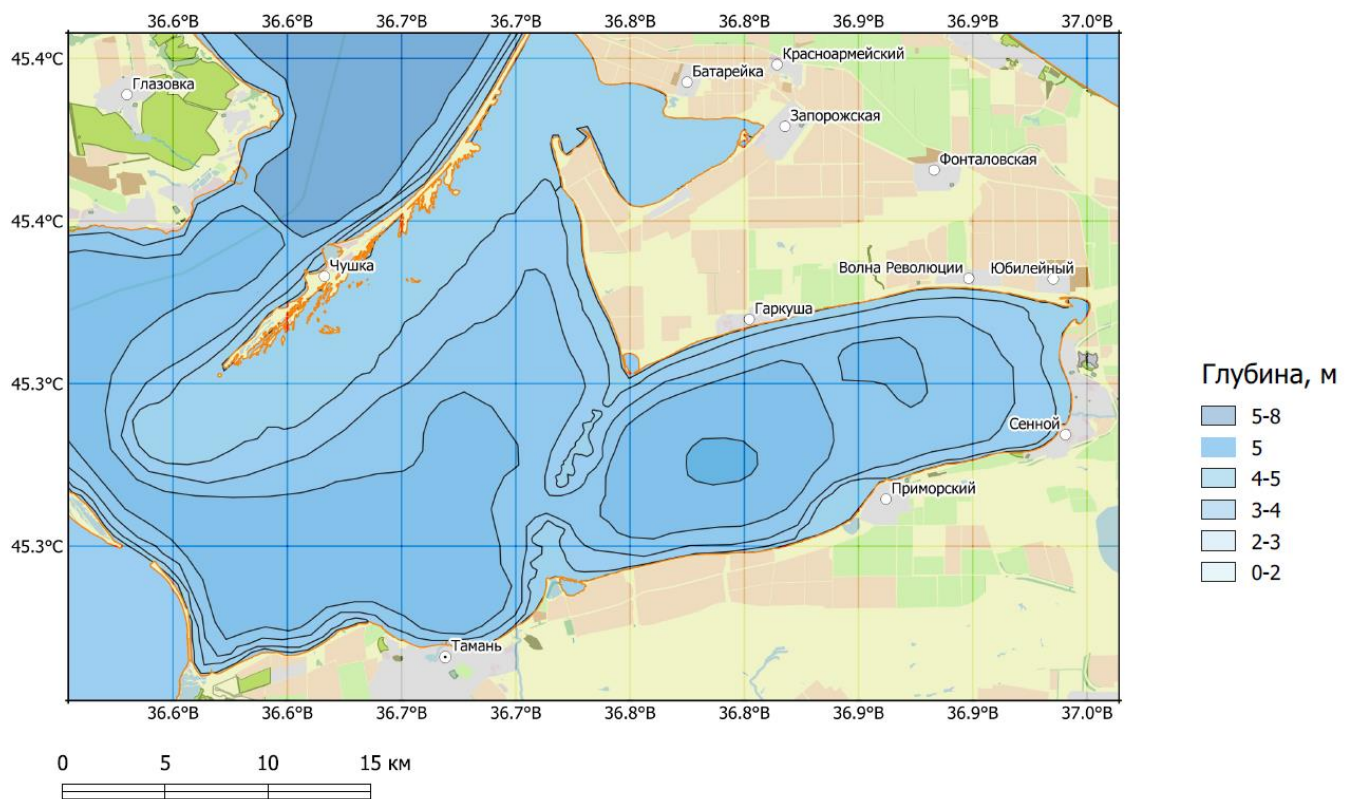 36.6°В 36.6°В 36.7°В 36.7°В 36.8°В 36.8°В 36.9°В 36.9°В 37.0°В
45.4°С
Красноармейский
Батарейка
Глазовка
Запорожская
Фонталовская
45.4°С
Чушка
Волна Революции
Юбилейный
Гаркуша
45.3°С
Сенной
Приморский
45.3°С
Тамань
36.6°В 36.6°В 36.7°В 36.7°В 36.8°В 36.8°В 36.9°В 36.9°В 37.0°В
0 5 10 15 км
Глубина, м
5-8
5
4-5
3-4
2-3
0-2